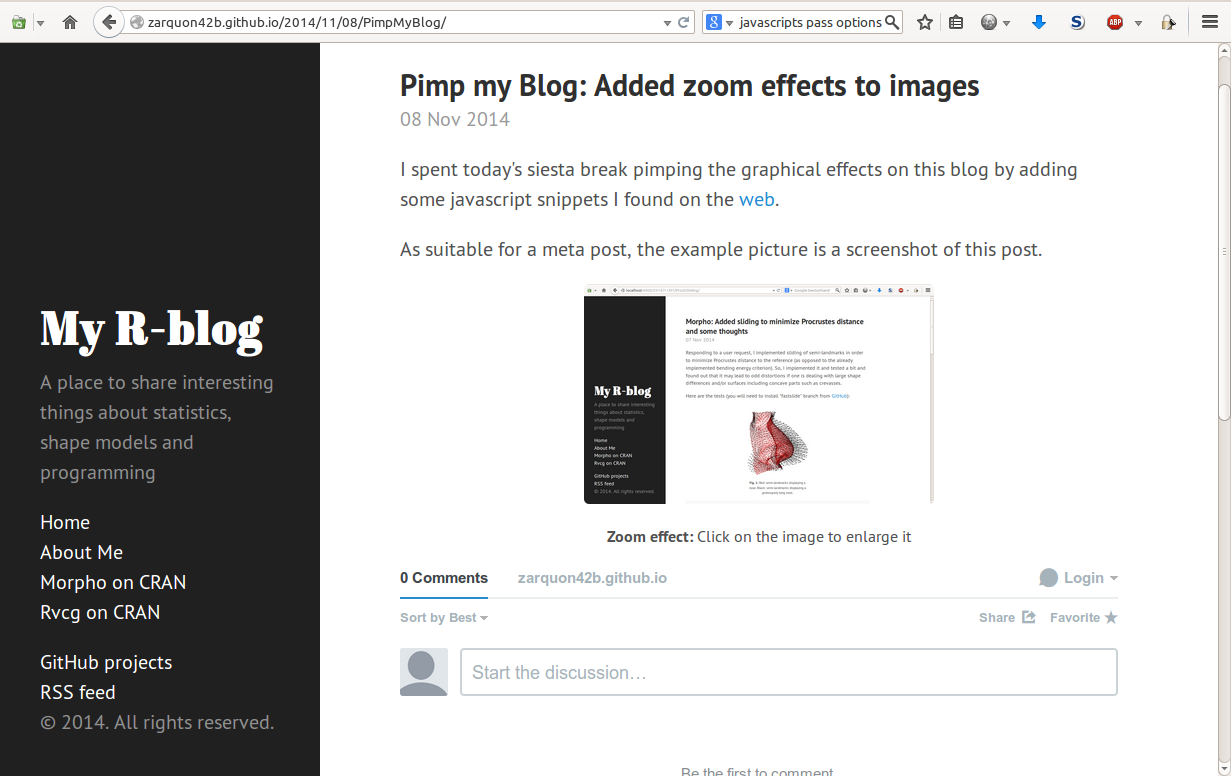 zarquon42b.github.io/2014/11/08/PimpMyBlog/
8
javascripts pass options
S
ABP
My R-blog
A place to share interesting
things about statistics,
shape models and
programming
Home
About Me
Morpho on CRAN
Rvcg on CRAN
GitHub projects
RSS feed
© 2014. All rights reserved.
Pimp my Blog: Added zoom effects to images
08 Nov 2014
I spent today's siesta break pimping the graphical effects on this blog by adding
some javascript snippets I found on the web.
As suitable for a meta post, the example picture is a screenshot of this post.
My R-blog
A place to share interesting
things about statistics,
shape models and
programming
Home
About Me
Morpho on CRAN
Rvcg on CRAN
GitHub projects
RSS feed
© 2014. All rights reserved.
Morpho: Added sliding to minimize Procrustes distance
and some thoughts
07 Nov 2014
Responding to a user request, I implemented sliding of semi-landmarks in order
to minimize Procrustes distance to the reference (as opposed to the already
implemented bending energy criterion). So, I implemented it and tested a bit and
found out that it may lead to odd distortions if one is dealing with large shape
differences and/or surfaces including concave parts such as crevasses.
Here are the tests (you will need to install "fastslide" branch from GitHub):
Zoom effect: Click on the image to enlarge it
0 Comments zarquon42b.github.io Login
Sort by Best Share Favorite
Start the discussion…
Be the first to comment.